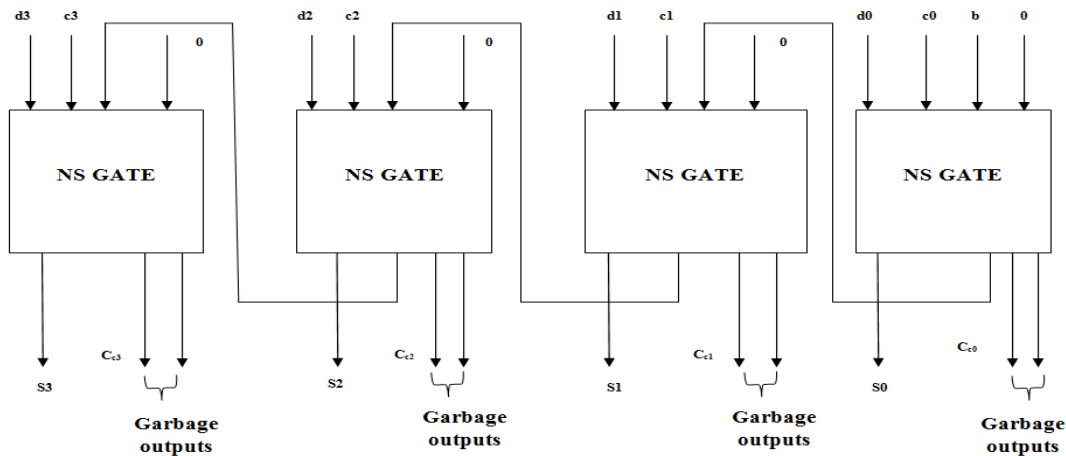 d3 c3 0 d2 c2 0 d1 c1 0 d0 c0 b 0
NS GATE NS GATE NS GATE NS GATE
S3 Cc3 S2 Cc2 S1 Cc1 S0 Cc0
Garbage Garbage Garbage Garbage
outputs outputs outputs outputs